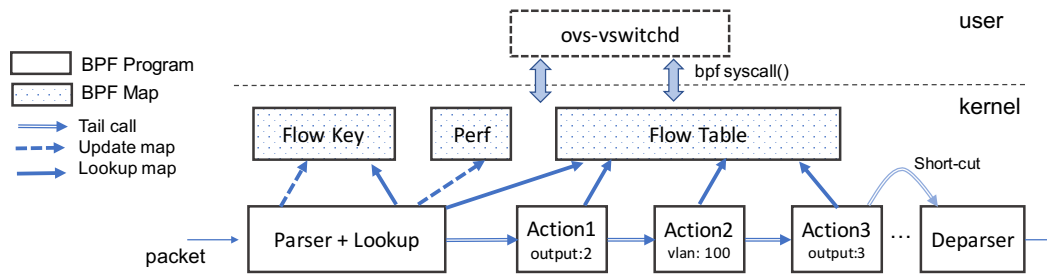 user
ovs-vswitchd
BPF Program
bpf syscall()
BPF Map
kernel
Tail call
Update map
Lookup map
Flow Key
Perf
Flow Table
Short-cut
packet
Parser + Lookup
Action1
output:2
Action2
vlan: 100
Action3
output:3
...
Deparser